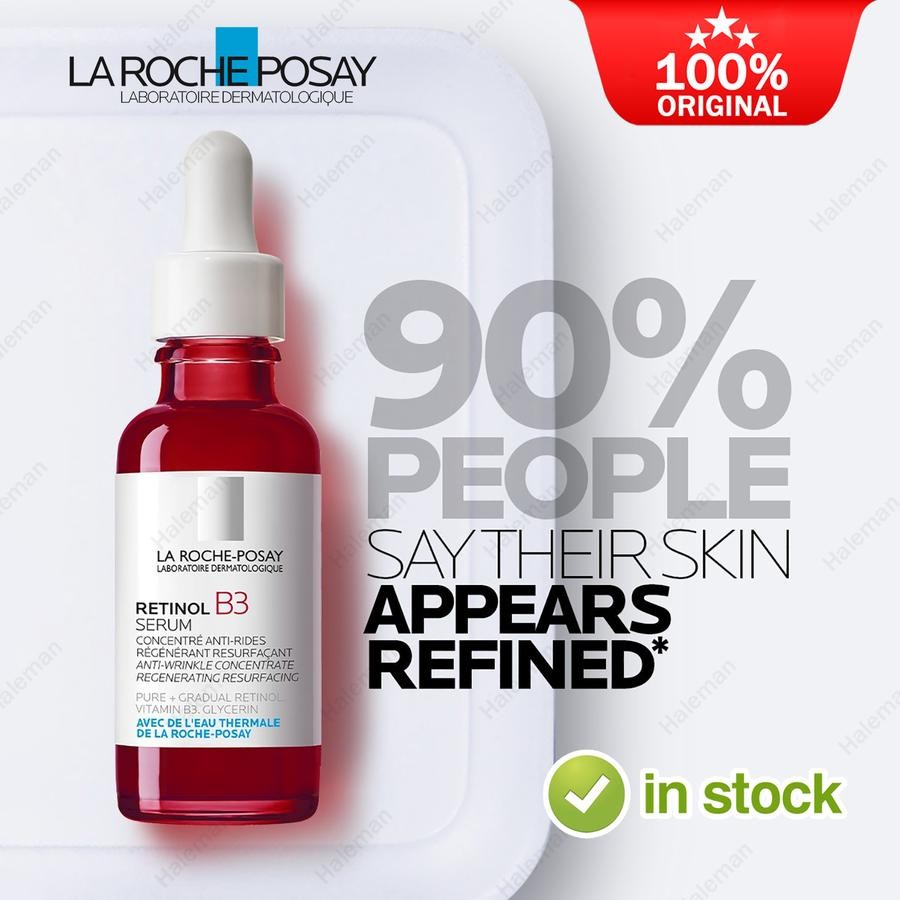 LA ROCHE POSAY
LABORATOIRE DERMATOLOGIQUE
100%
ORIGINAL
90%
PEOPLE
SAY THEIR SKIN
APPEARS
REFINED*
LA ROCHE-POSAY
LABORATOIRE DERMATOLOGIQUE
RETINOL B3
SERUM
CONCENTRÉ ANTI-RIDES
RÉGÉNÉRANT RESURFAÇANT
ANTI-WRINKLE CONCENTRATE
REGENERATING RESURFACING
PURE + GRADUAL RETINOL.
VITAMIN B3. GLYCERIN
AVEC DE L'EAU THERMALE
DE LA ROCHE-POSAY
in stock
Haleman